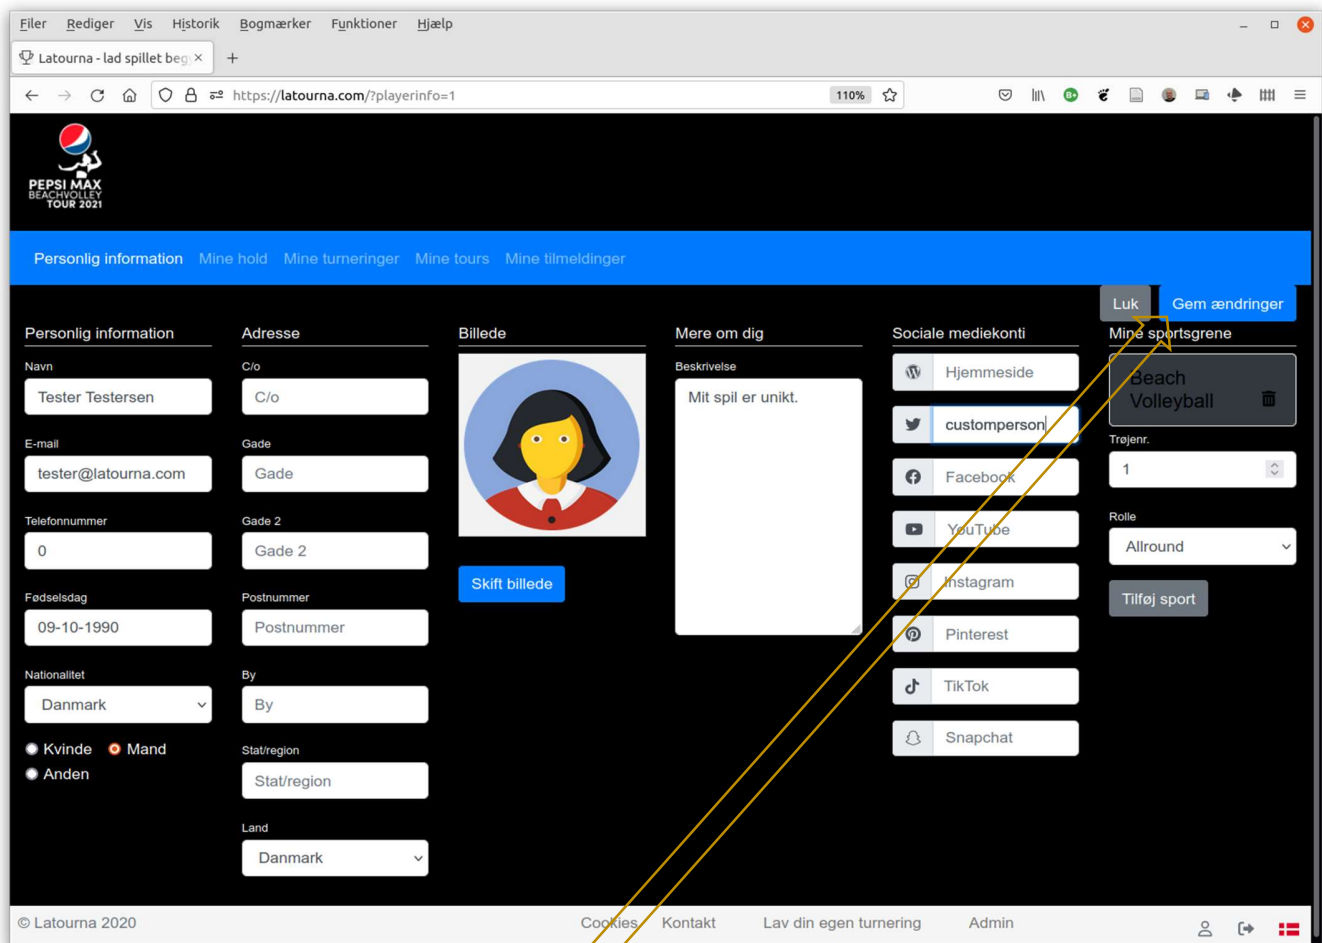 Filer Rediger Vis Historik Bogmærker Funktioner Hjælp
Latourna - lad spillet beg
https://latourna.com/?playerinfo=1 110%
PEPSI MAX
BEACHVOLLEY
TOUR 2021
Personlig information Mine hold Mine turneringer Mine tours Mine tilmeldinger
Luk Gem ændringer
Personlig information
Navn
Tester Testersen
E-mail
tester@latourna.com
Telefonnummer
0
Fødselsdag
09-10-1990
Nationalitet
Danmark
Kvinde Mand
Anden
Adresse
C/o
C/o
Gade
Gade
Gade 2
Gade 2
Postnummer
Postnummer
By
By
Stat/region
Stat/region
Land
Danmark
Billede
Skift billede
Mere om dig
Beskrivelse
Mit spil er unikt.
Sociale mediekonti
Hjemmeside
customperson
Facebook
YouTube
Instagram
Pinterest
TikTok
Snapchat
Mine sportsgrene
Beach
Volleyball
Trøjenr.
1
Rolle
Allround
Tilføj sport
© Latourna 2020 Cookies Kontakt Lav din egen turnering Admin